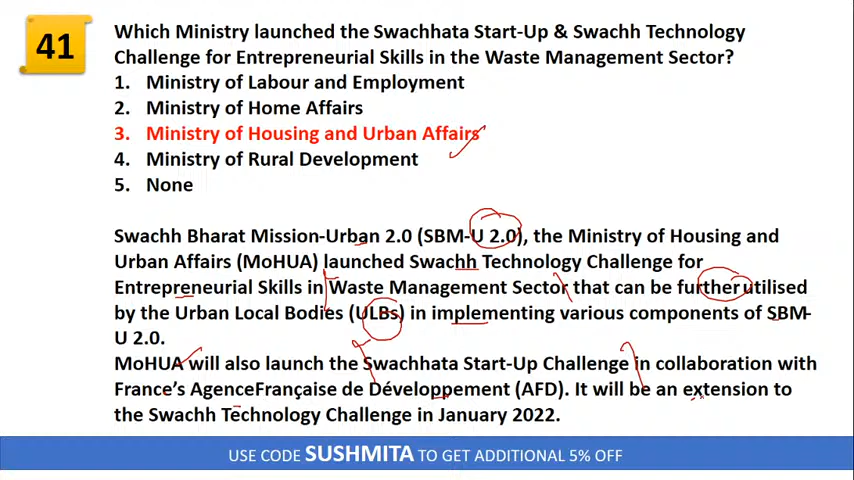 41
Which Ministry launched the Swachhata Start-Up & Swachh Technology
Challenge for Entrepreneurial Skills in the Waste Management Sector?
1. Ministry of Labour and Employment
2. Ministry of Home Affairs
3. Ministry of Housing and Urban Affairs
4. Ministry of Rural Development
5. None
Swachh Bharat Mission-Urban 2.0 (SBM-U 2.0), the Ministry of Housing and
Urban Affairs (MoHUA) launched Swachh Technology Challenge for
Entrepreneurial Skills in Waste Management Sector that can be further utilised
by the Urban Local Bodies (ULBs) in implementing various components of SBM-
U 2.0.
MoHUA will also launch the Swachhata Start-Up Challenge in collaboration with
France's AgenceFrançaise de Développement (AFD). It will be an extension to
the Swachh Technology Challenge in January 2022.
USE CODE SUSHMITA TO GET ADDITIONAL 5% OFF